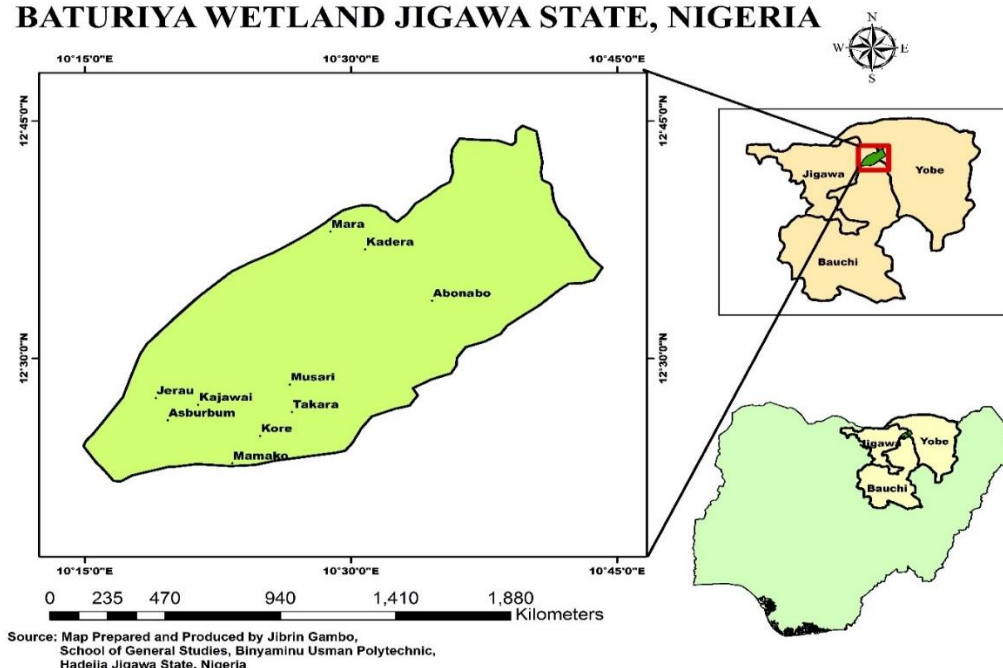 BATURIYA WETLAND JIGAWA STATE, NIGERIA
N
W E
S
10°15'0"E 10°30'0"E 10°45'0"E
12°45'0"N 12°45'0"N
Mara
Kadera
Abonabo
12°30'0"N 12°30'0"N
Musari
Jerau
Kajawai
Takara
Asburbum
Kore
Mamako
10°15'0"E 10°30'0"E 10°45'0"E
Jigawa
Yobe
Bauchi
Jigawa
Yobe
Bauchi
0 235 470 940 1,410 1,880
Kilometers
Source: Map Prepared and Produced by Jibrin Gambo,
School of General Studies, Binyaminu Usman Polytechnic,
Hadejia Jigawa State, Nigeria